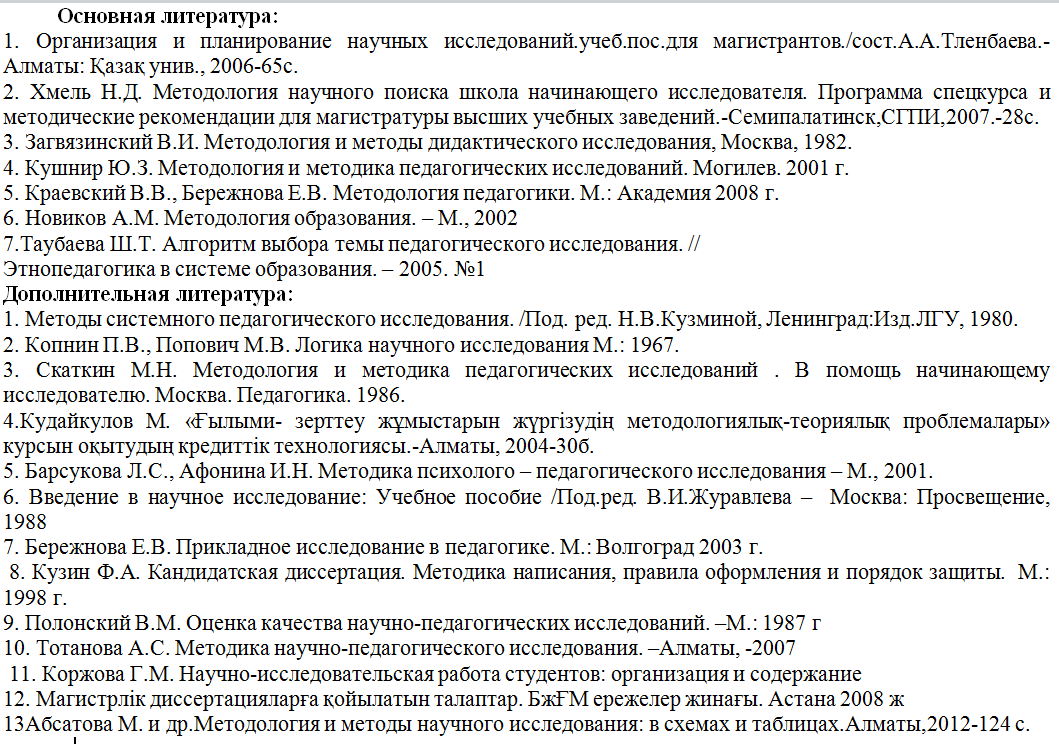 Основная литература:
1. Организация и планирование научных исследований.учеб.пос.для магистрантов./сост.А.А.Тленбаева.-
Алматы: Қазақ унив., 2006-65с.
2. Хмель Н.Д. Методология научного поиска школа начинающего исследователя. Программа спецкурса и
методические рекомендации для магистратуры высших учебных заведений.-Семипалатинск,СГПИ,2007.-28с.
3. Загвязинский В.И. Методология и методы дидактического исследования, Москва, 1982.
4. Кушнир Ю.З. Методология и методика педагогических исследований. Могилев. 2001 г.
5. Краевский В.В., Бережнова Е.В. Методология педагогики. М.: Академия 2008 г.
6. Новиков А.М. Методология образования. – М., 2002
7.Таубаева Ш.Т. Алгоритм выбора темы педагогического исследования. //
Этнопедагогика в системе образования. – 2005. №1
Дополнительная литература:
1. Методы системного педагогического исследования. /Под. ред. Н.В.Кузминой, Ленинград:Изд.ЛГУ, 1980.
2. Копнин П.В., Попович М.В. Логика научного исследования М.: 1967.
3. Скаткин М.Н. Методология и методика педагогических исследований . В помощь начинающему
исследователю. Москва. Педагогика. 1986.
4.Кудайкулов М. «Ғылыми- зерттеу жұмыстарын жүргізудің методологиялық-теориялық проблемалары»
курсын оқытудың кредиттік технологиясы.-Алматы, 2004-30б.
5. Барсукова Л.С., Афонина И.Н. Методика психолого – педагогического исследования – М., 2001.
6. Введение в научное исследование: Учебное пособие /Под.ред. В.И.Журавлева – Москва: Просвещение,
1988
7. Бережнова Е.В. Прикладное исследование в педагогике. М.: Волгоград 2003 г.
8. Кузин Ф.А. Кандидатская диссертация. Методика написания, правила оформления и порядок защиты. М.:
1998 г.
9. Полонский В.М. Оценка качества научно-педагогических исследований. –М.: 1987 г
10. Тотанова А.С. Методика научно-педагогического исследования. –Алматы, -2007
11. Коржова Г.М. Научно-исследовательская работа студентов: организация и содержание
12. Магистрлік диссертацияларға қойылатын талаптар. БжҒМ ережелер жинағы. Астана 2008 ж
13Абсатова М. и др.Методология и методы научного исследования: в схемах и таблицах.Алматы,2012-124 с.